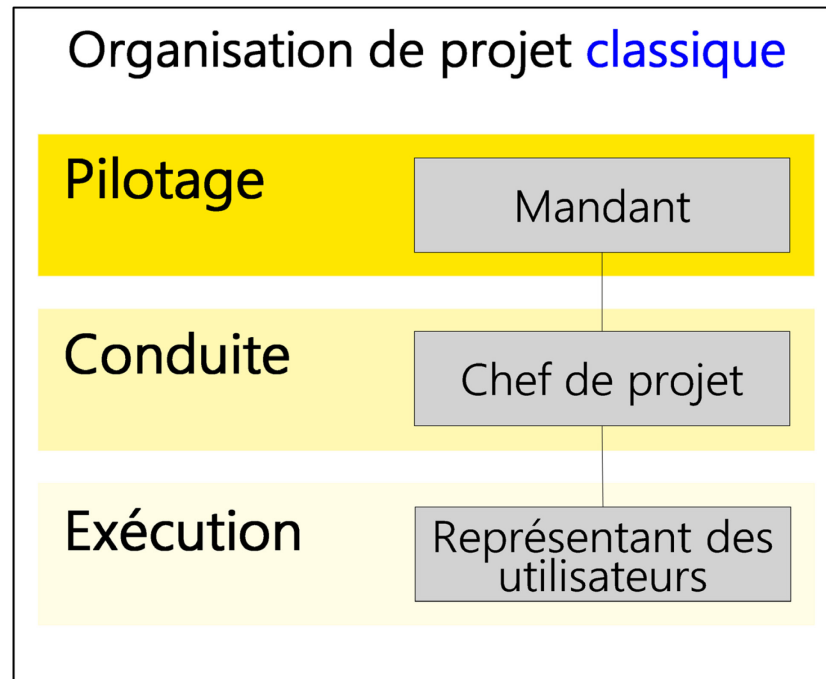 Organisation de projet classique
Pilotage
Mandant
Conduite
Chef de projet
Exécution
Représentant des
utilisateurs